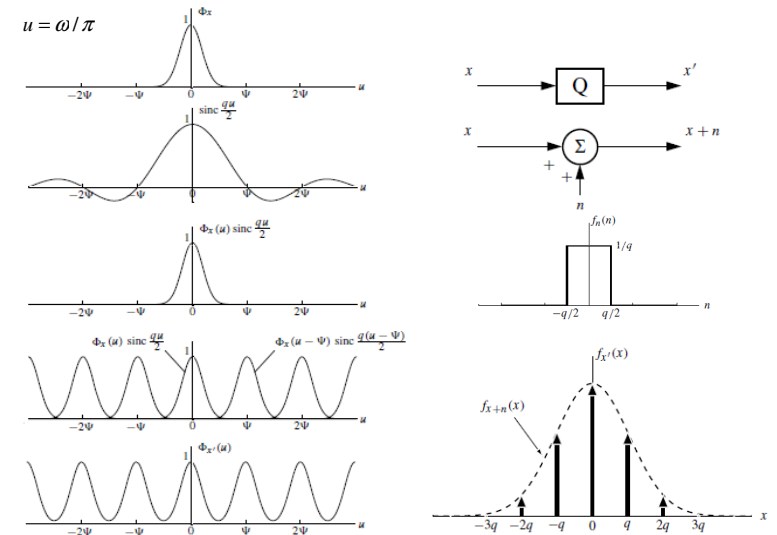 u = ω / π
Φx
1
−2Ψ −Ψ 0 Ψ 2Ψ u
sinc qu/2
1
−2Ψ −Ψ 0 Ψ 2Ψ u
Φx (u) sinc qu/2
1
−2Ψ −Ψ 0 Ψ 2Ψ u
Φx (u) sinc qu/2
1
Φx (u − Ψ) sinc q(u − Ψ)/2
−2Ψ −Ψ 0 Ψ 2Ψ u
Φx′ (u)
1
−2Ψ −Ψ 0 Ψ 2Ψ u
x Q x′
x Σ x + n
+
+
n
fn(n)
1/q
−q/2 q/2 n
fx′(x)
fx+n(x)
−3q −2q −q 0 q 2q 3q x